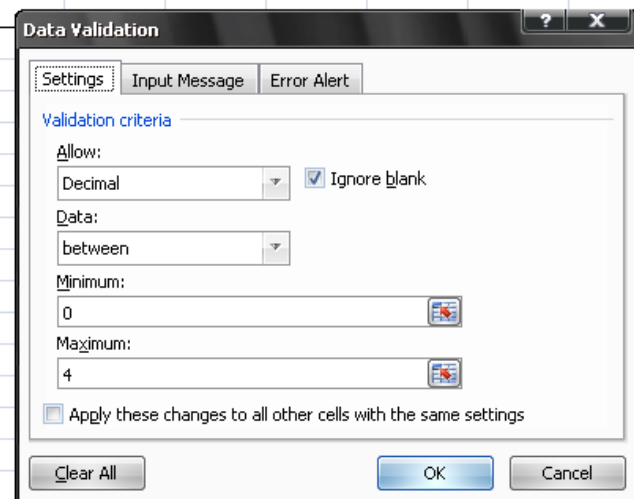 Data Validation
? X
Settings Input Message Error Alert
Validation criteria
Allow:
Decimal Ignore blank
Data:
between
Minimum:
0
Maximum:
4
Apply these changes to all other cells with the same settings
Clear All OK Cancel